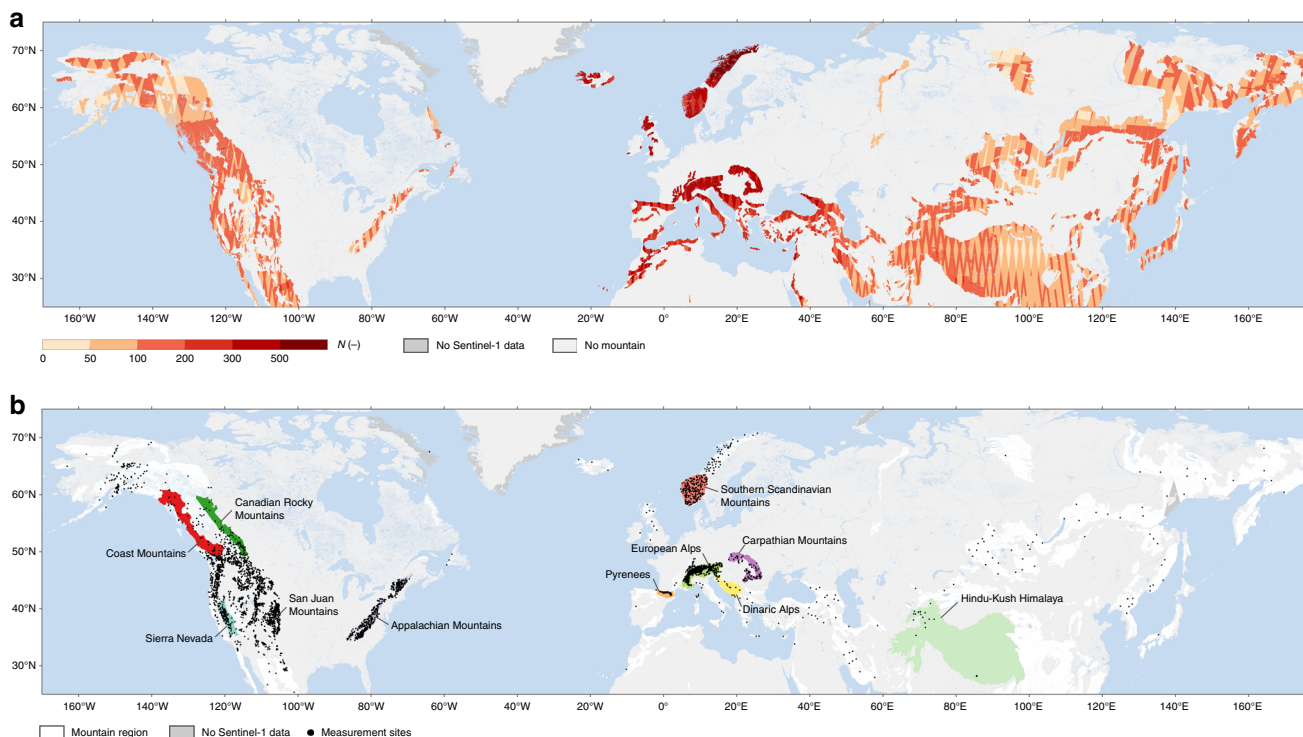 a
70°N
60°N
50°N
40°N
30°N
160°W 140°W 120°W 100°W 80°W 60°W 40°W 20°W 0° 20°E 40°E 60°E 80°E 100°E 120°E 140°E 160°E
N (–)
0 50 100 200 300 500
No Sentinel-1 data
No mountain
b
70°N
60°N
50°N
40°N
30°N
Canadian Rocky
Mountains
Coast Mountains
San Juan
Mountains
Sierra Nevada
Appalachian Mountains
Southern Scandinavian
Mountains
European Alps
Carpathian Mountains
Pyrenees
Dinaric Alps
Hindu-Kush Himalaya
160°W 140°W 120°W 100°W 80°W 60°W 40°W 20°W 0° 20°E 40°E 60°E 80°E 100°E 120°E 140°E 160°E
Mountain region
No Sentinel-1 data
Measurement sites